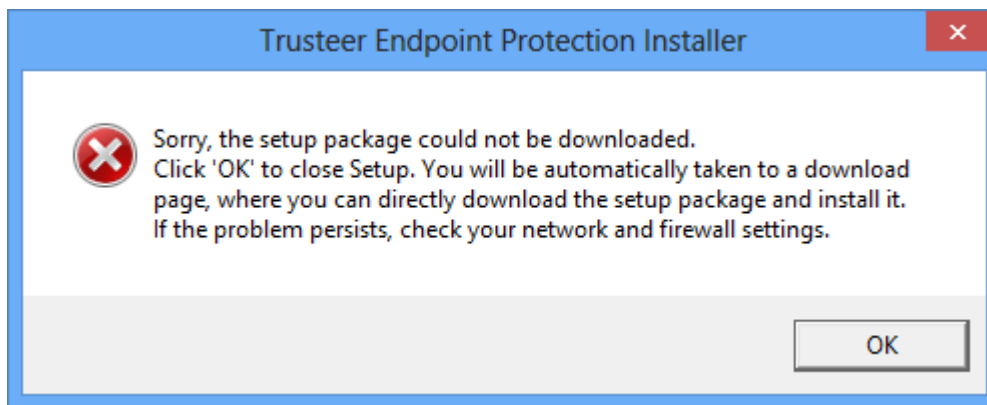 Trusteer Endpoint Protection Installer
Sorry, the setup package could not be downloaded.
Click 'OK' to close Setup. You will be automatically taken to a download
page, where you can directly download the setup package and install it.
If the problem persists, check your network and firewall settings.
OK